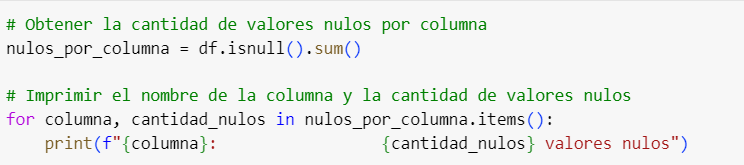 # Obtener la cantidad de valores nulos por columna
nulos_por_columna = df.isnull().sum()

# Imprimir el nombre de la columna y la cantidad de valores nulos
for columna, cantidad_nulos in nulos_por_columna.items():
    print(f"{columna}:                    {cantidad_nulos} valores nulos")